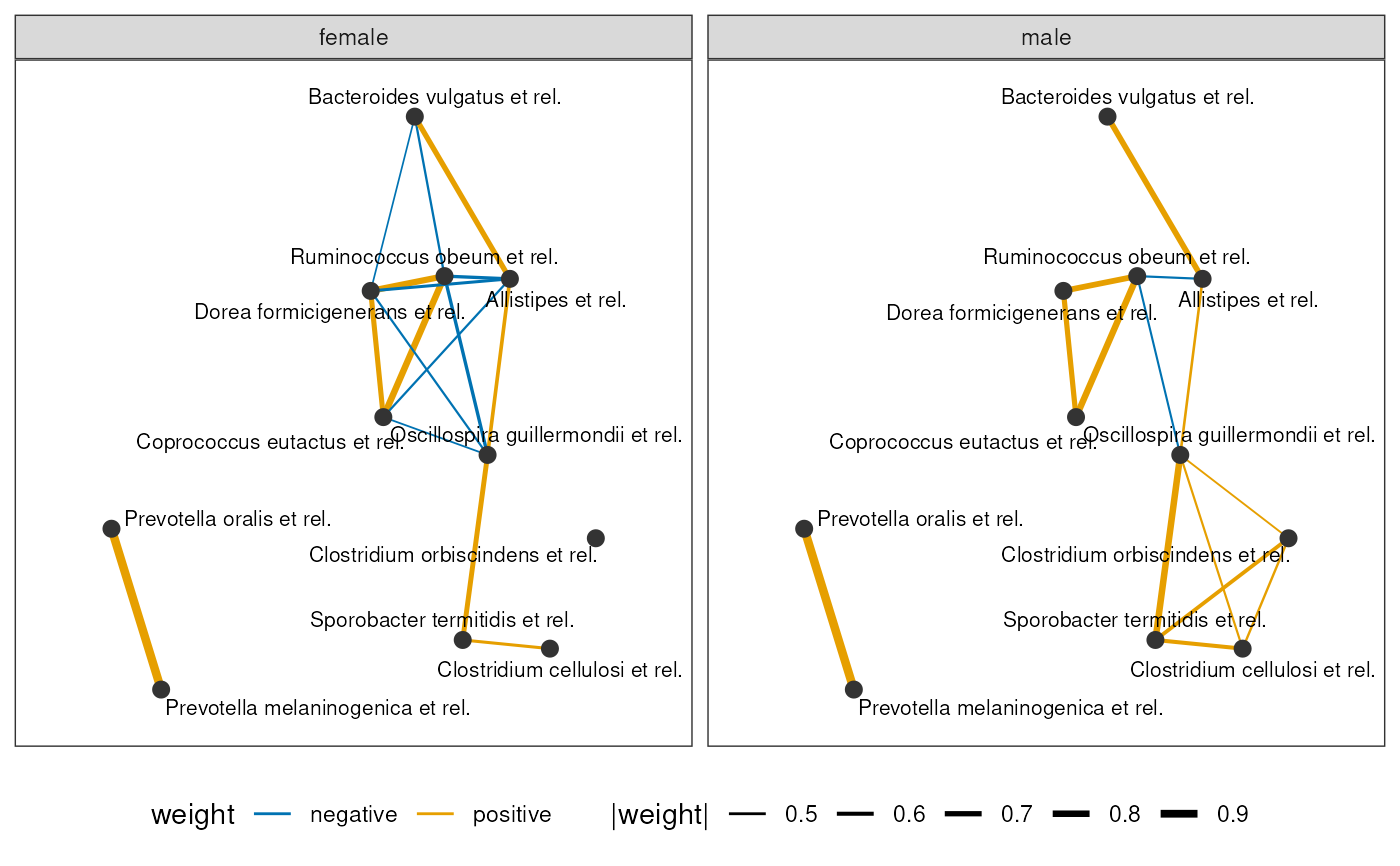 female
Bacteroides vulgatus et rel.
Ruminococcus obeum et rel.
Allistipes et rel.
Dorea formicigenerans et rel.
Oscillospira guillermondii et rel.
Coprococcus eutactus et rel.
Prevotella oralis et rel.
Clostridium orbiscindens et rel.
Sporobacter termitidis et rel.
Clostridium cellulosi et rel.
Prevotella melaninogenica et rel.
male
Bacteroides vulgatus et rel.
Ruminococcus obeum et rel.
Allistipes et rel.
Dorea formicigenerans et rel.
Oscillospira guillermondii et rel.
Coprococcus eutactus et rel.
Prevotella oralis et rel.
Clostridium orbiscindens et rel.
Sporobacter termitidis et rel.
Clostridium cellulosi et rel.
Prevotella melaninogenica et rel.
weight negative positive |weight| 0.5 0.6 0.7 0.8 0.9